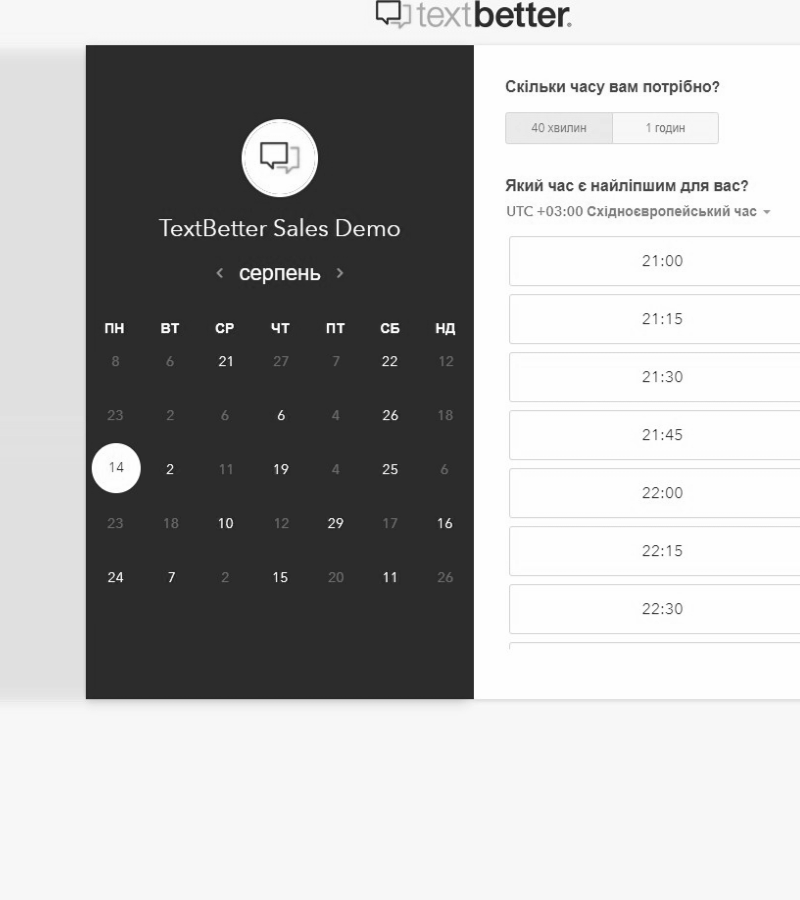 textbetter.
TextBetter Sales Demo
серпень
ПН ВТ СР ЧТ ПТ СБ НД
8 6 21 27 7 22 12
23 2 6 6 4 26 18
14 2 11 19 4 25 6
23 18 10 12 29 17 16
24 7 2 15 20 11 26
Скільки часу вам потрібно?
40 хвилин 1 годин
Який час є найліпшим для вас?
UTC +03:00 Східноєвропейський час
21:00
21:15
21:30
21:45
22:00
22:15
22:30